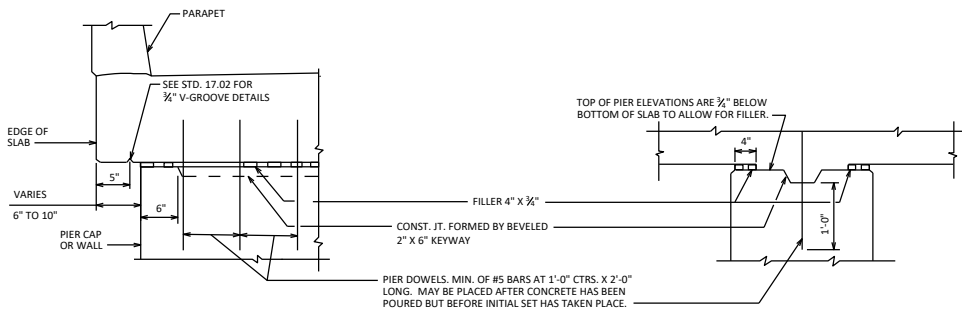 PARAPET
SEE STD. 17.02 FOR
¾" V-GROOVE DETAILS
EDGE OF
SLAB
5"
VARIES
6" TO 10"
6"
PIER CAP
OR WALL
TOP OF PIER ELEVATIONS ARE ¾" BELOW
BOTTOM OF SLAB TO ALLOW FOR FILLER.
4"
FILLER 4" X ¾"
CONST. JT. FORMED BY BEVELED
2" X 6" KEYWAY
1'-0"
PIER DOWELS. MIN. OF #5 BARS AT 1'-0" CTRS. X 2'-0"
LONG. MAY BE PLACED AFTER CONCRETE HAS BEEN
POURED BUT BEFORE INITIAL SET HAS TAKEN PLACE.